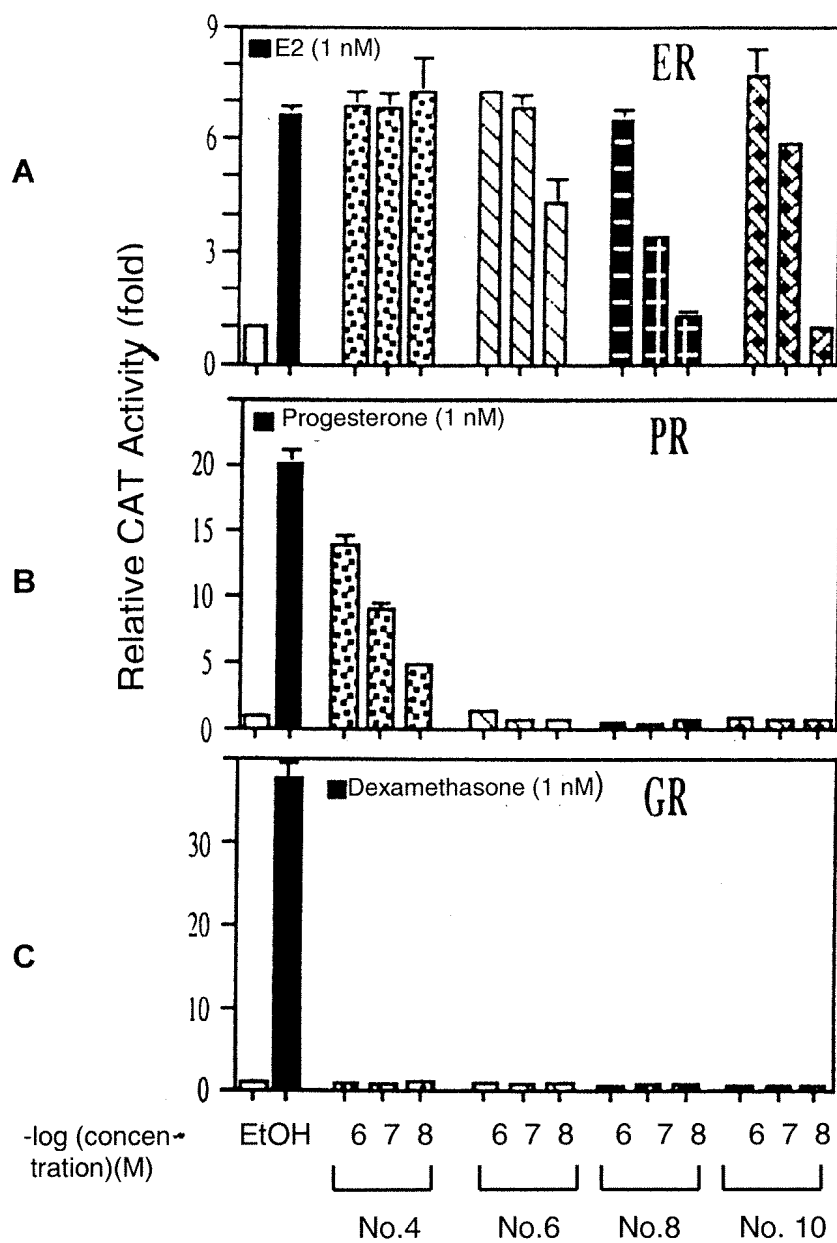 9
E2 (1 nM)
ER
6
A
3
0
Relative CAT Activity (fold)
Progesterone (1 nM)
PR
20
15
B
10
5
0
Dexamethasone (1 nM)
GR
30
C
20
10
0
-log (concen-
tration)(M)
EtOH 6 7 8 6 7 8 6 7 8 6 7 8
No.4 No.6 No.8 No. 10